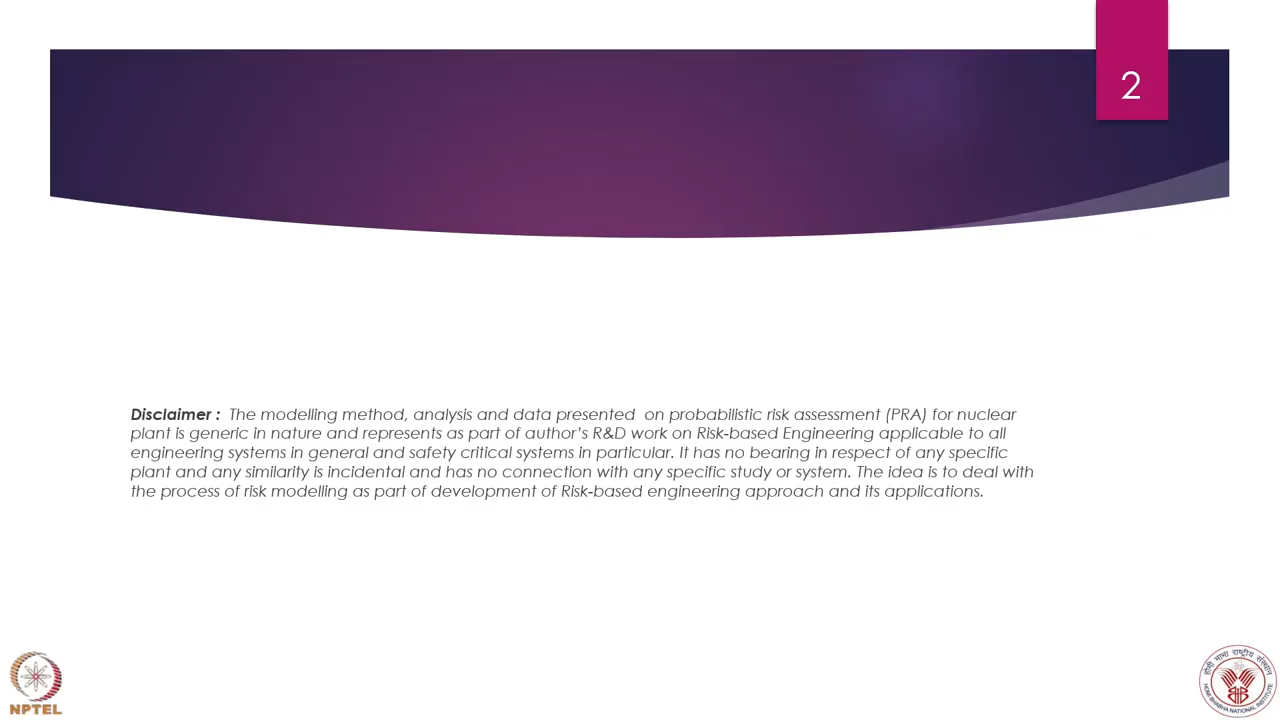 2
Disclaimer : The modelling method, analysis and data presented on probabilistic risk assessment (PRA) for nuclear
plant is generic in nature and represents as part of author's R&D work on Risk-based Engineering applicable to all
engineering systems in general and safety critical systems in particular. It has no bearing in respect of any specific
plant and any similarity is incidental and has no connection with any specific study or system. The idea is to deal with
the process of risk modelling as part of development of Risk-based engineering approach and its applications.
NPTEL
होमी भाभा राष्ट्रीय संस्थान
HOMI BHABHA NATIONAL INSTITUTE